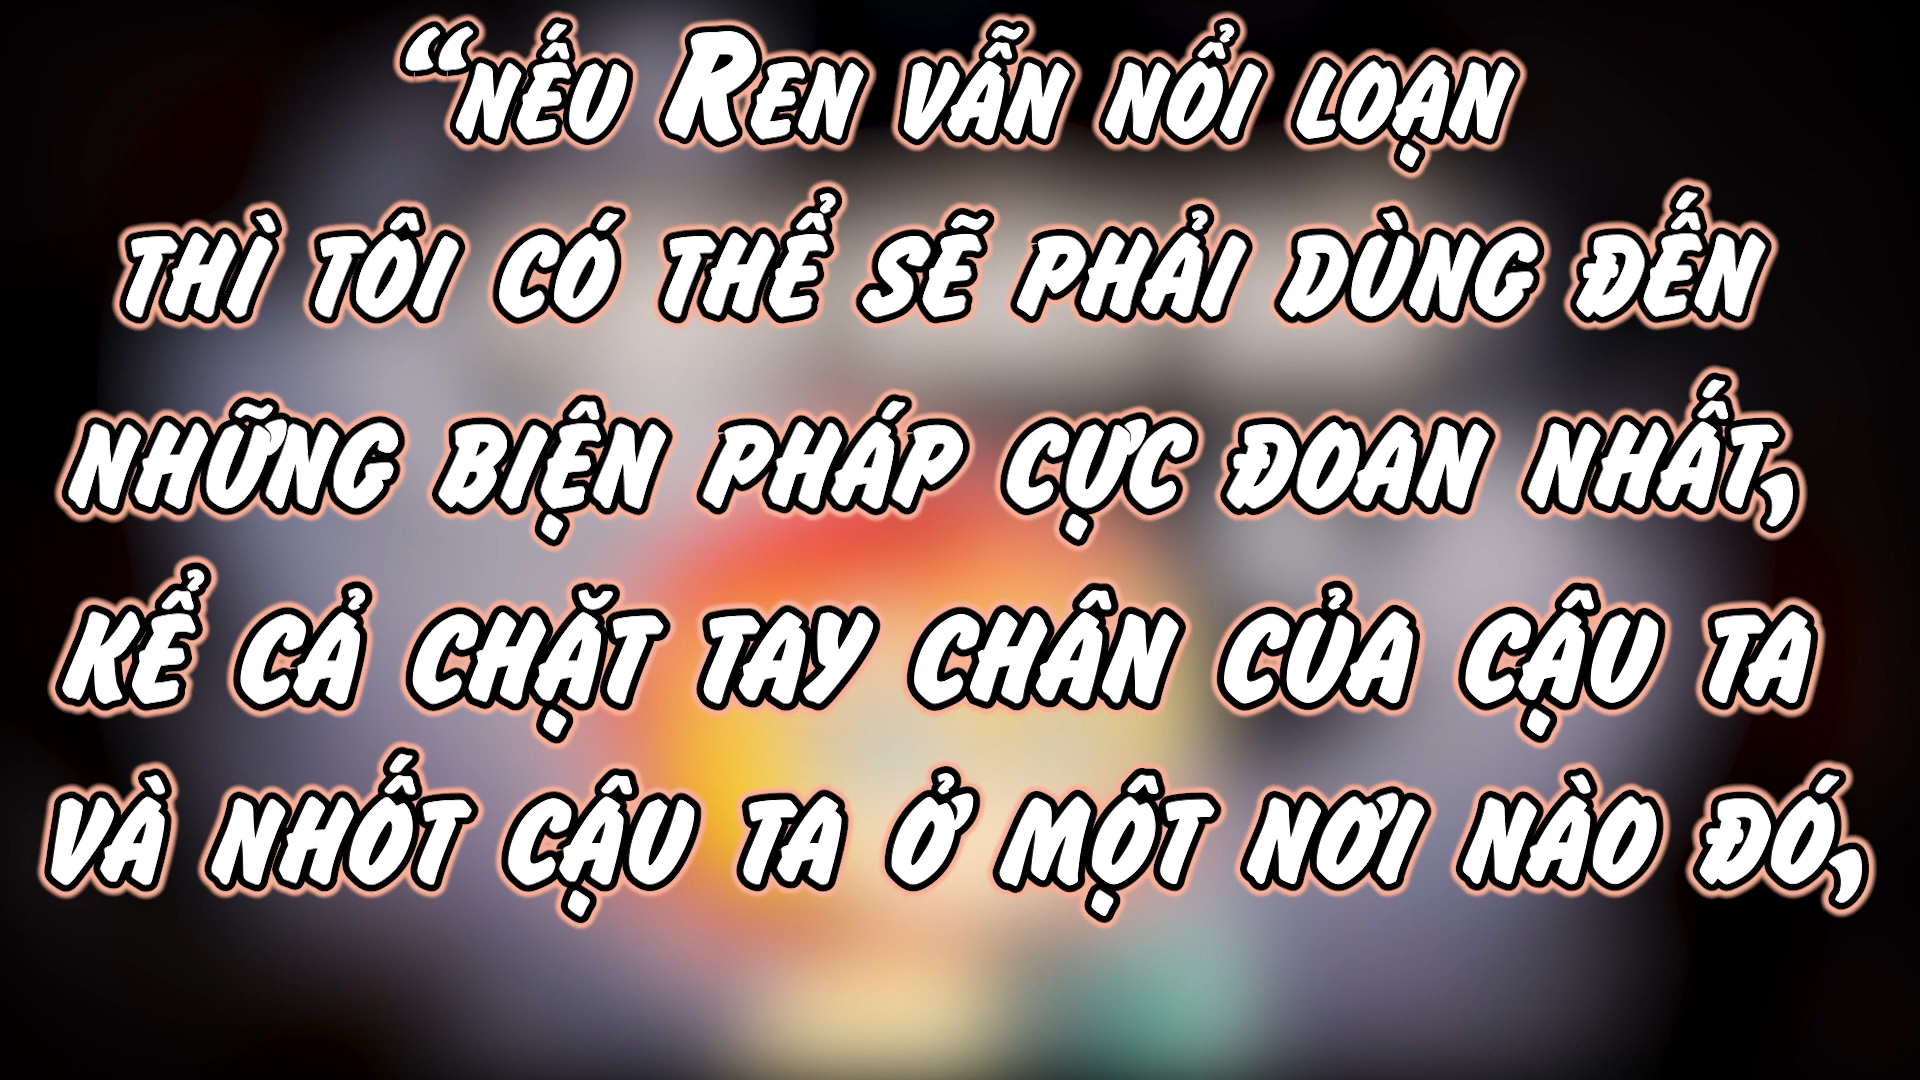 “nếu Ren vẫn nổi loạn
thì tôi có thể sẽ phải dùng đến
những biện pháp cực đoan nhất,
kể cả chặt tay chân của cậu ta
và nhốt cậu ta ở một nơi nào đó,